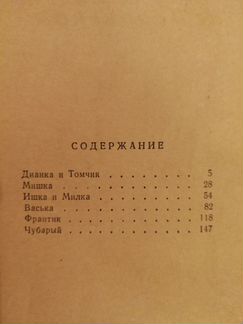 СОДЕРЖАНИЕ
Дианка и Томчик . . . . . . . . 5
Мишка . . . . . . . . . . . . 28
Ишка и Милка . . . . . . . . . 54
Васька . . . . . . . . . . . . 82
Франтик . . . . . . . . . . . 118
Чубарый . . . . . . . . . . . 147